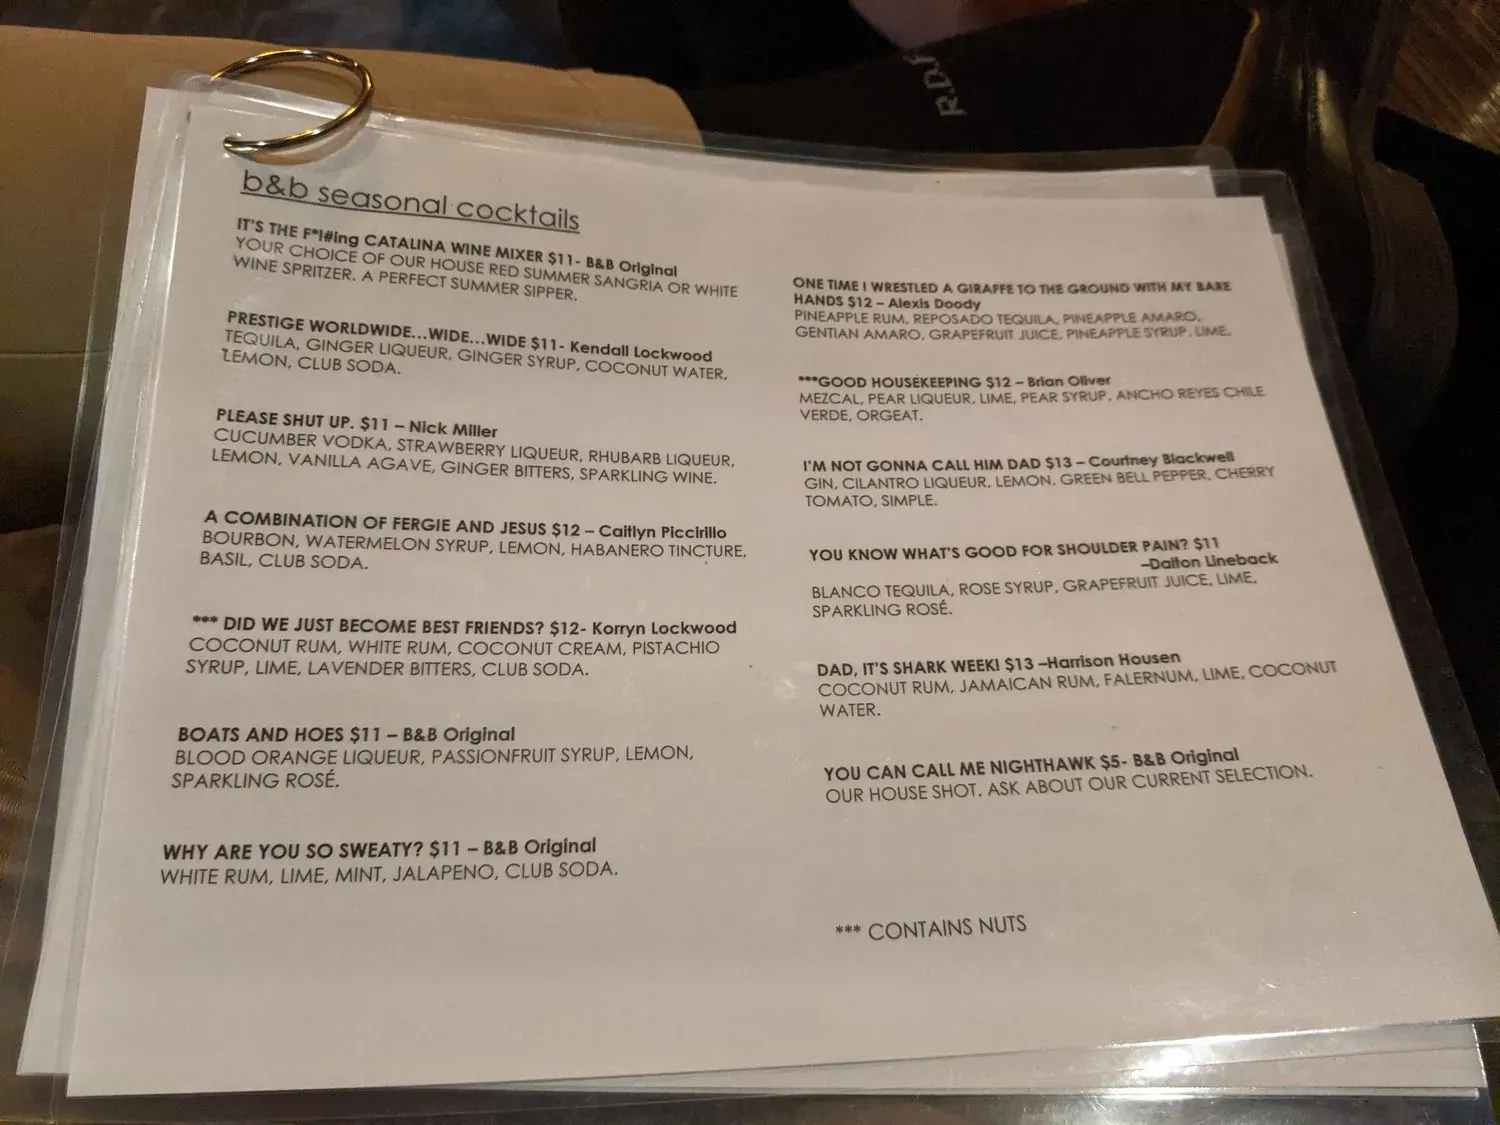 b&b seasonal cocktails
IT'S THE F*!#ing CATALINA WINE MIXER $11- B&B Original
YOUR CHOICE OF OUR HOUSE RED SUMMER SANGRIA OR WHITE
WINE SPRITZER. A PERFECT SUMMER SIPPER.
PRESTIGE WORLDWIDE...WIDE...WIDE $11- Kendall Lockwood
TEQUILA, GINGER LIQUEUR, GINGER SYRUP, COCONUT WATER,
LEMON, CLUB SODA.
PLEASE SHUT UP. $11 – Nick Miller
CUCUMBER VODKA, STRAWBERRY LIQUEUR, RHUBARB LIQUEUR,
LEMON, VANILLA AGAVE, GINGER BITTERS, SPARKLING WINE.
A COMBINATION OF FERGIE AND JESUS $12 – Caitlyn Piccirillo
BOURBON, WATERMELON SYRUP, LEMON, HABANERO TINCTURE,
BASIL, CLUB SODA.
*** DID WE JUST BECOME BEST FRIENDS? $12- Korryn Lockwood
COCONUT RUM, WHITE RUM, COCONUT CREAM, PISTACHIO
SYRUP, LIME, LAVENDER BITTERS, CLUB SODA.
BOATS AND HOES $11 – B&B Original
BLOOD ORANGE LIQUEUR, PASSIONFRUIT SYRUP, LEMON,
SPARKLING ROSÉ.
WHY ARE YOU SO SWEATY? $11 – B&B Original
WHITE RUM, LIME, MINT, JALAPENO, CLUB SODA.
ONE TIME I WRESTLED A GIRAFFE TO THE GROUND WITH MY BARE
HANDS $12 – Alexis Doody
PINEAPPLE RUM, REPOSADO TEQUILA, PINEAPPLE AMARO,
GENTIAN AMARO, GRAPEFRUIT JUICE, PINEAPPLE SYRUP, LIME.
***GOOD HOUSEKEEPING $12 – Brian Oliver
MEZCAL, PEAR LIQUEUR, LIME, PEAR SYRUP, ANCHO REYES CHILE
VERDE, ORGEAT.
I'M NOT GONNA CALL HIM DAD $13 – Courtney Blackwell
GIN, CILANTRO LIQUEUR, LEMON, GREEN BELL PEPPER, CHERRY
TOMATO, SIMPLE.
YOU KNOW WHAT'S GOOD FOR SHOULDER PAIN? $11
–Dalton Lineback
BLANCO TEQUILA, ROSE SYRUP, GRAPEFRUIT JUICE, LIME,
SPARKLING ROSÉ.
DAD, IT'S SHARK WEEK! $13 –Harrison Housen
COCONUT RUM, JAMAICAN RUM, FALERNUM, LIME, COCONUT
WATER.
YOU CAN CALL ME NIGHTHAWK $5- B&B Original
OUR HOUSE SHOT. ASK ABOUT OUR CURRENT SELECTION.
*** CONTAINS NUTS